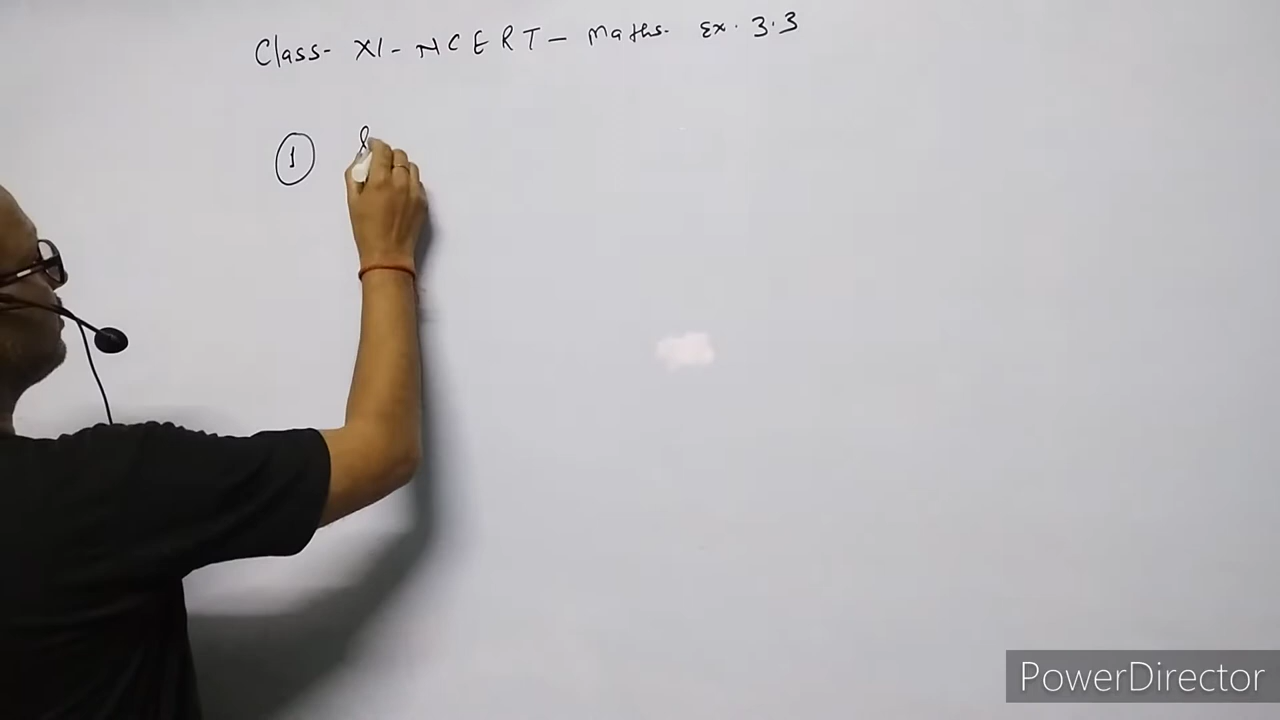 Class- XI - NCERT - Maths. Ex. 3.3
1
PowerDirector